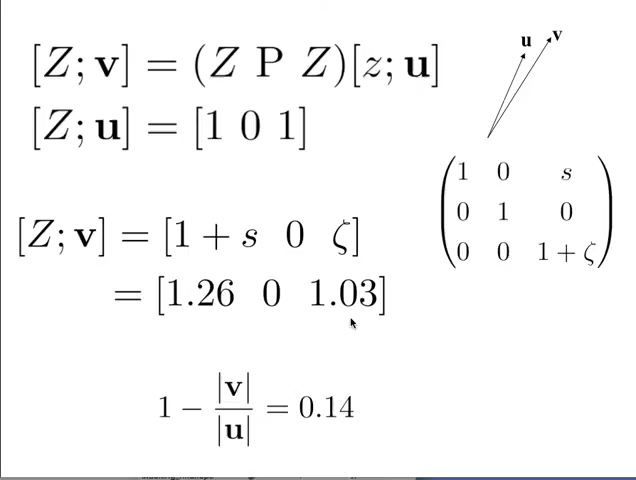 [Z; v] = (Z P Z)[z; u]
[Z; u] = [1 0 1]
u v
1 0 s
0 1 0
0 0 1 + ζ
[Z; v] = [1 + s 0 ζ]
= [1.26 0 1.03]
1 − |v| / |u| = 0.14